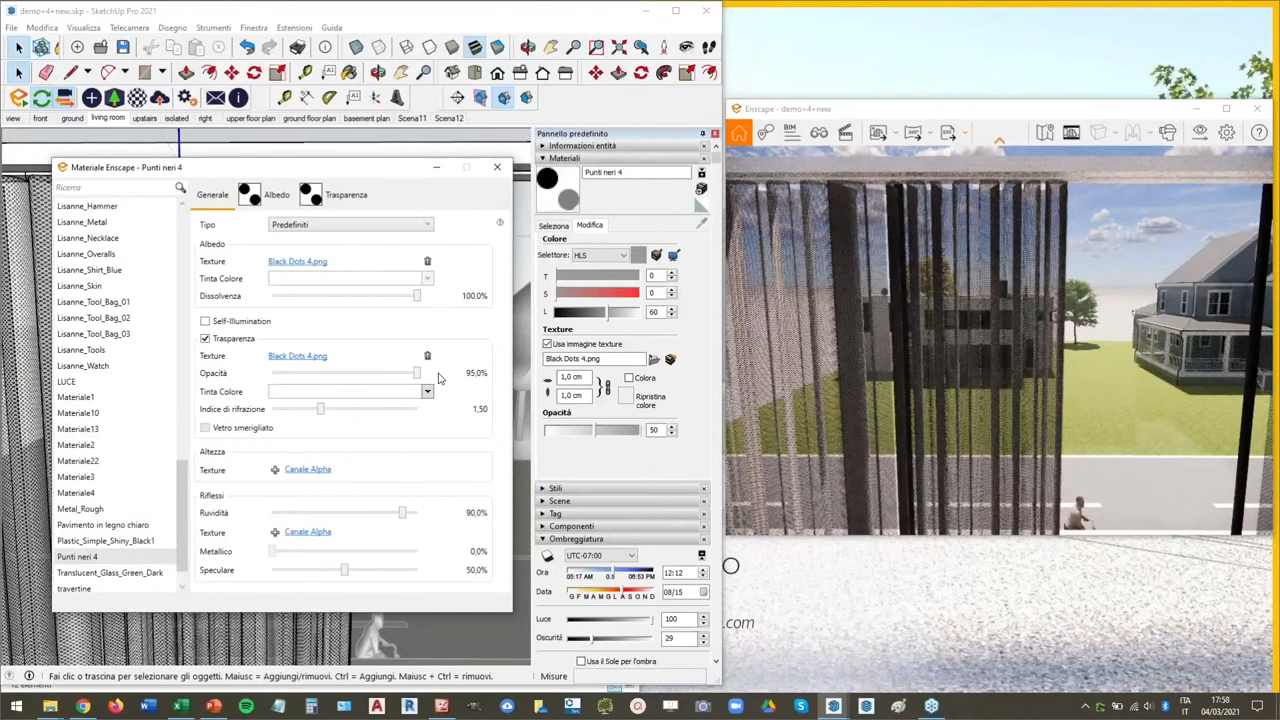 demo+4+new.skp - SketchUp Pro 2021
File Modifica Visualizza Telecamera Disegno Strumenti Finestra Estensioni Guida
view front ground living room upstairs isolated right upper floor plan ground floor plan basement plan Scena11 Scena12
Materiale Enscape - Punti neri 4
Ricerca
Lisanne_Hammer
Lisanne_Metal
Lisanne_Necklace
Lisanne_Overalls
Lisanne_Shirt_Blue
Lisanne_Skin
Lisanne_Tool_Bag_01
Lisanne_Tool_Bag_02
Lisanne_Tool_Bag_03
Lisanne_Tools
Lisanne_Watch
LUCE
Materiale1
Materiale10
Materiale13
Materiale2
Materiale22
Materiale3
Materiale4
Metal_Rough
Pavimento in legno chiaro
Plastic_Simple_Shiny_Black1
Punti neri 4
Translucent_Glass_Green_Dark
travertine
Generale Albedo Trasparenza
Tipo Predefiniti
Albedo
Texture Black Dots 4.png
Tinta Colore
Dissolvenza 100,0%
Self-Illumination
Trasparenza
Texture Black Dots 4.png
Opacità 95,0%
Tinta Colore
Indice di rifrazione 1,50
Vetro smerigliato
Altezza
Texture Canale Alpha
Riflessi
Ruvidità 90,0%
Texture Canale Alpha
Metallico 0,0%
Speculare 50,0%
Pannello predefinito
Informazioni entità
Materiali
Punti neri 4
Seleziona Modifica
Colore
Selettore: HLS
T 0
S 0
L 60
Texture
Usa immagine texture
Black Dots 4.png
1,0 cm Colora
1,0 cm Ripristina colore
Opacità
50
Stili
Scene
Tag
Componenti
Ombreggiatura
UTC-07:00
Ora 05:17 AM 0.5 06:53 PM 12:12
Data G F M A M G L A S O N D 08/15
Luce 100
Oscurità 29
Usa il Sole per l'ombra
Fai clic o trascina per selezionare gli oggetti. Maiusc = Aggiungi/rimuovi. Ctrl = Aggiungi. Maiusc + Ctrl = rimuovi. Misure
Enscape - demo+4+new
BIM
O
.com
ITA
IT
17:58
04/03/2021